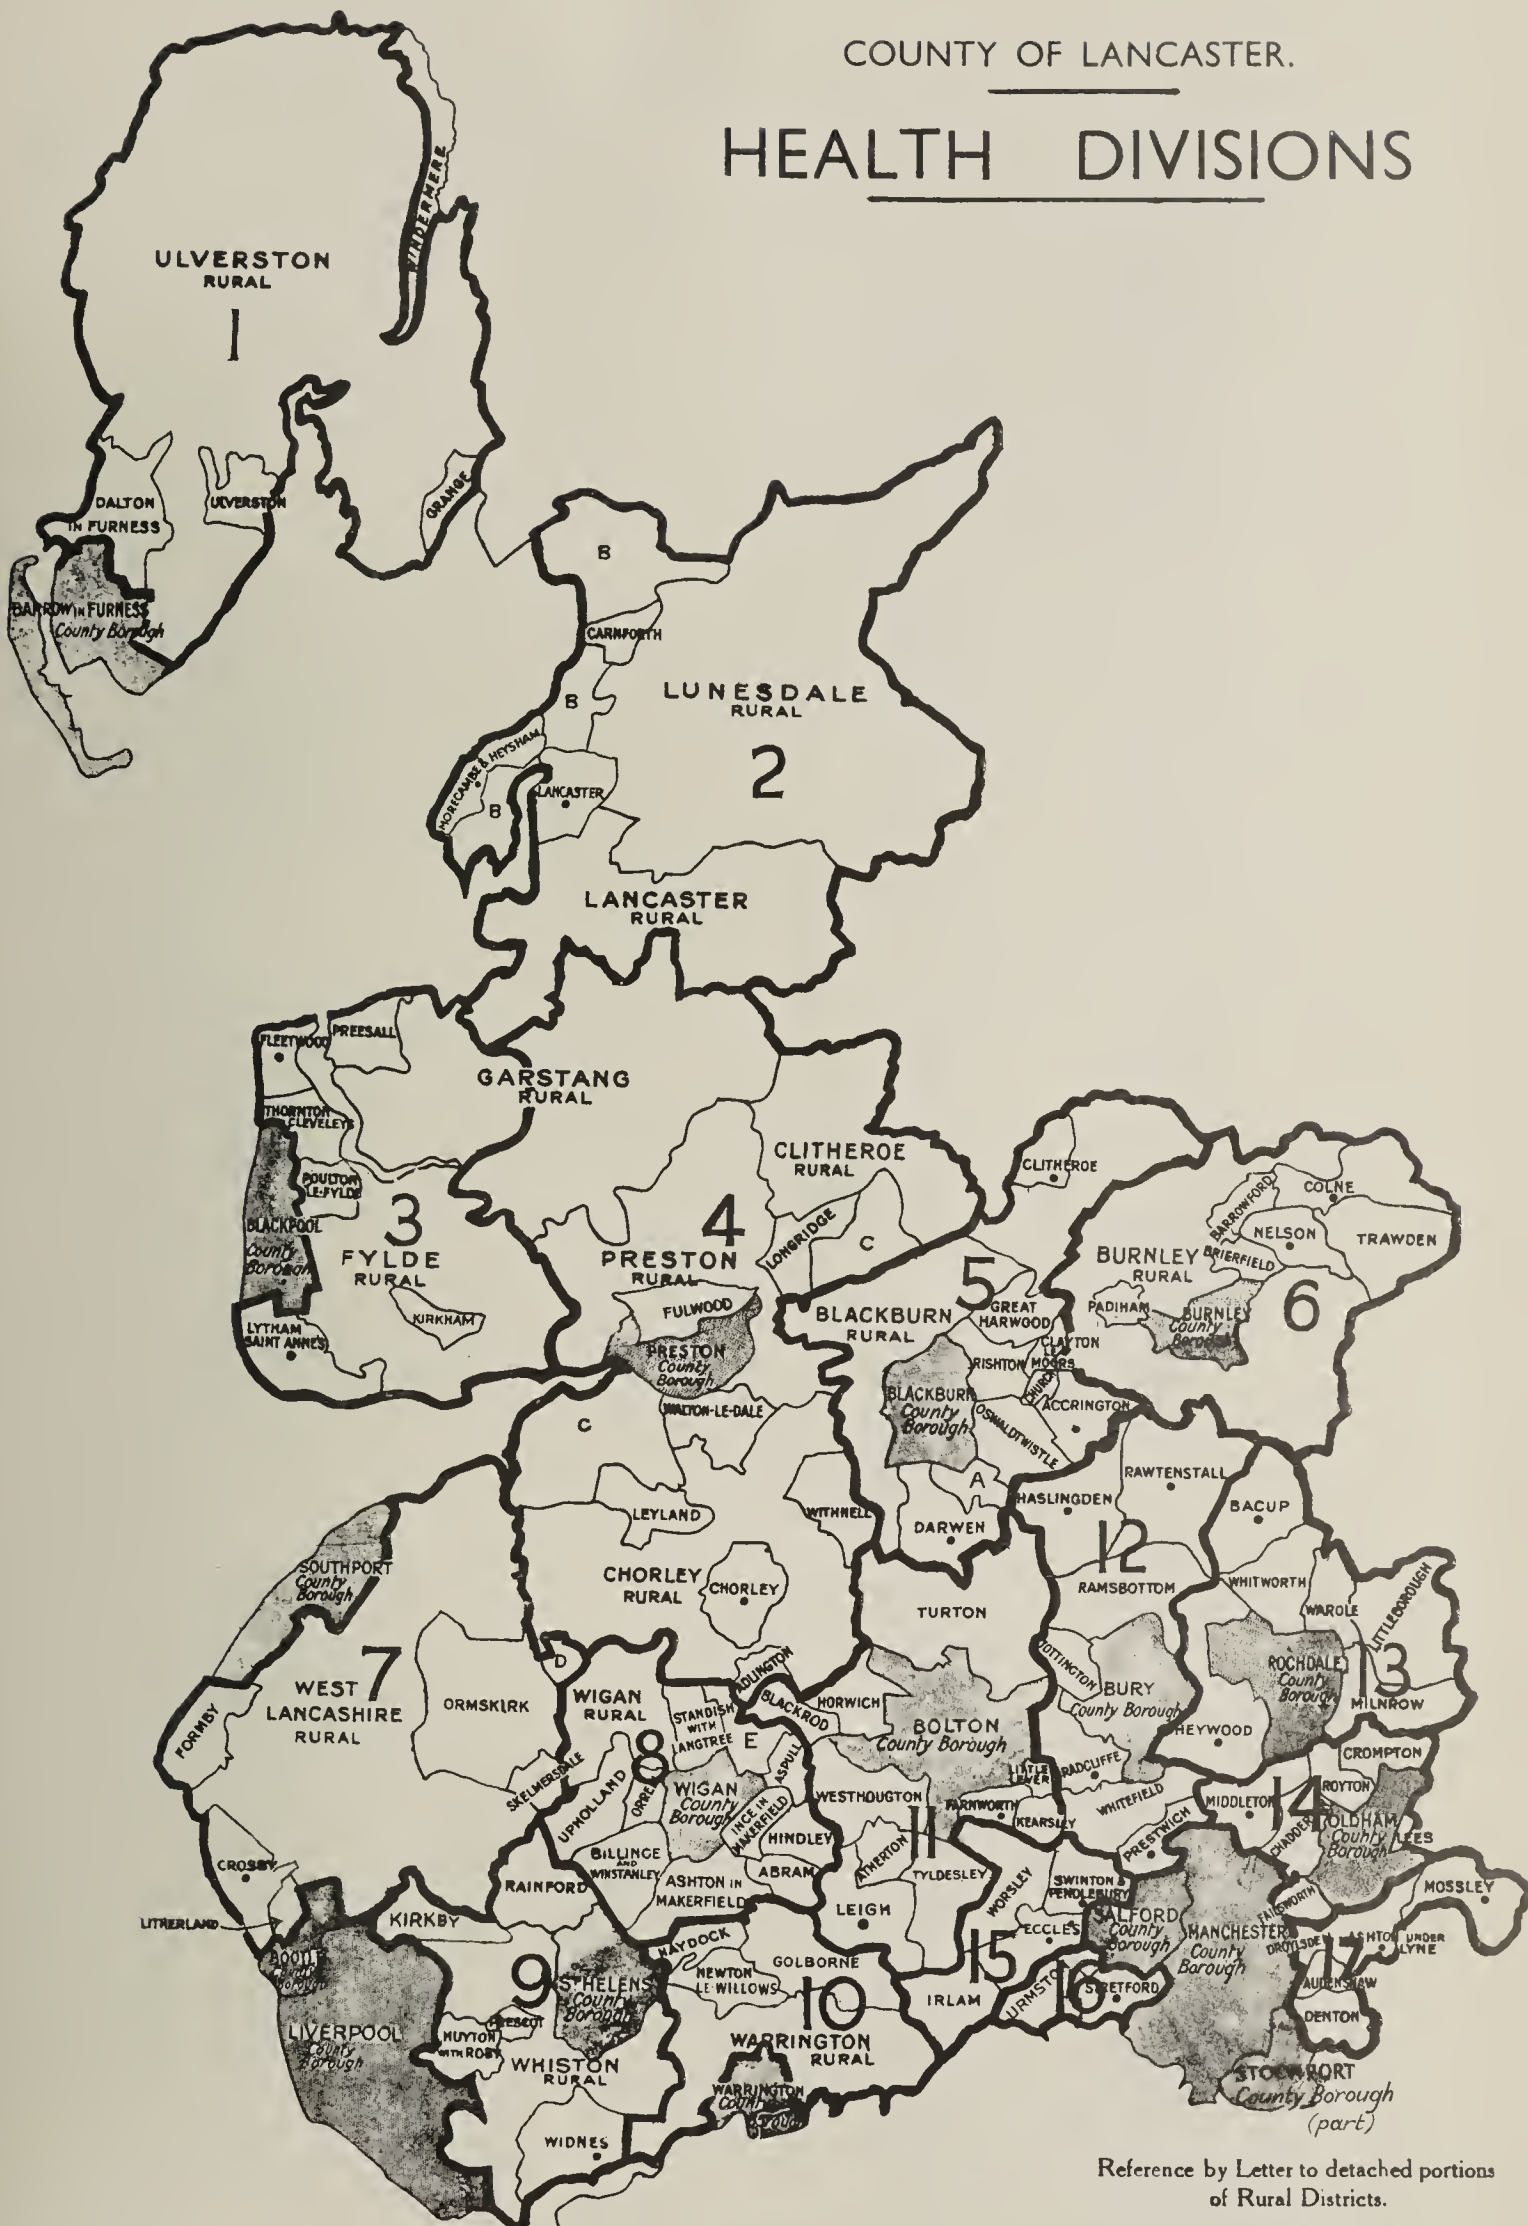 COUNTY OF LANCASTER.
HEALTH DIVISIONS
WINDERMERE
ULVERSTON
RURAL
1
DALTON
IN FURNESS
ULVERSTON
GRANGE
BARROW IN FURNESS
County Borough
B
CARNFORTH
LUNESDALE
RURAL
B
2
MORECAMBE & HEYSHAM
B
LANCASTER
LANCASTER
RURAL
FLEETWOOD
PREESALL
GARSTANG
RURAL
THORNTON
CLEVELEYS
POULTON
LE-FYLDE
BLACKPOOL
County
Borough
3
FYLDE
RURAL
KIRKHAM
LYTHAM
SAINT ANNES
CLITHEROE
RURAL
CLITHEROE
4
LONGRIDGE
C
PRESTON
RURAL
FULWOOD
PRESTON
County
Borough
WALTON-LE-DALE
C
5
BLACKBURN
RURAL
GREAT
HARWOOD
CLAYTON
LE
MOORS
RISHTON
CHURCH
ACCRINGTON
OSWALDTWISTLE
BLACKBURN
County
Borough
A
DARWEN
BARROWFORD
COLNE
NELSON
TRAWDEN
BRIERFIELD
BURNLEY
RURAL
PADIHAM
BURNLEY
County
Borough
6
RAWTENSTALL
HASLINGDEN
BACUP
12
RAMSBOTTOM
LEYLAND
WITHNELL
CHORLEY
RURAL
CHORLEY
TURTON
WHITWORTH
WARDLE
LITTLEBOROUGH
SOUTHPORT
County
Borough
7
WEST
LANCASHIRE
RURAL
ORMSKIRK
FORMBY
SKELMERSDALE
D
WIGAN
RURAL
ADLINGTON
BLACKROD
HORWICH
STANDISH
WITH
LANGTREE
E
ASPULL
8
UPHOLLAND
ORRELL
WIGAN
County
Borough
INCE IN
MAKERFIELD
HINDLEY
ABRAM
BILLINGE
AND
WINSTANLEY
ASHTON IN
MAKERFIELD
RAINFORD
BOLTON
County Borough
TOTTINGTON
BURY
County Borough
ROCHDALE
County
Borough
13
MILNROW
HEYWOOD
LITTLE
LEVER
RADCLIFFE
WHITEFIELD
WESTHOUGTON
FARNWORTH
KEARSLEY
11
ATHERTON
TYLDESLEY
LEIGH
PRESTWICH
MIDDLETON
14
CROMPTON
ROYTON
CHADDERTON
OLDHAM
County
Borough
LEES
MOSSLEY
FAILSWORTH
WORSLEY
SWINTON &
PENDLEBURY
ECCLES
15
IRLAM
SALFORD
County
Borough
MANCHESTER
County
Borough
URMSTON
16
STRETFORD
DROYLSDEN
ASHTON UNDER
LYNE
17
AUDENSHAW
DENTON
STOCKPORT
County Borough
(part)
CROSBY
LITHERLAND
KIRKBY
BOOTLE
County
Borough
LIVERPOOL
County
Borough
9
ST HELENS
County
Borough
PRESCOT
HUYTON
WITH ROBY
WHISTON
RURAL
WIDNES
HAYDOCK
GOLBORNE
NEWTON
LE-WILLOWS
10
WARRINGTON
RURAL
WARRINGTON
County
Borough
Reference by Letter to detached portions
of Rural Districts.